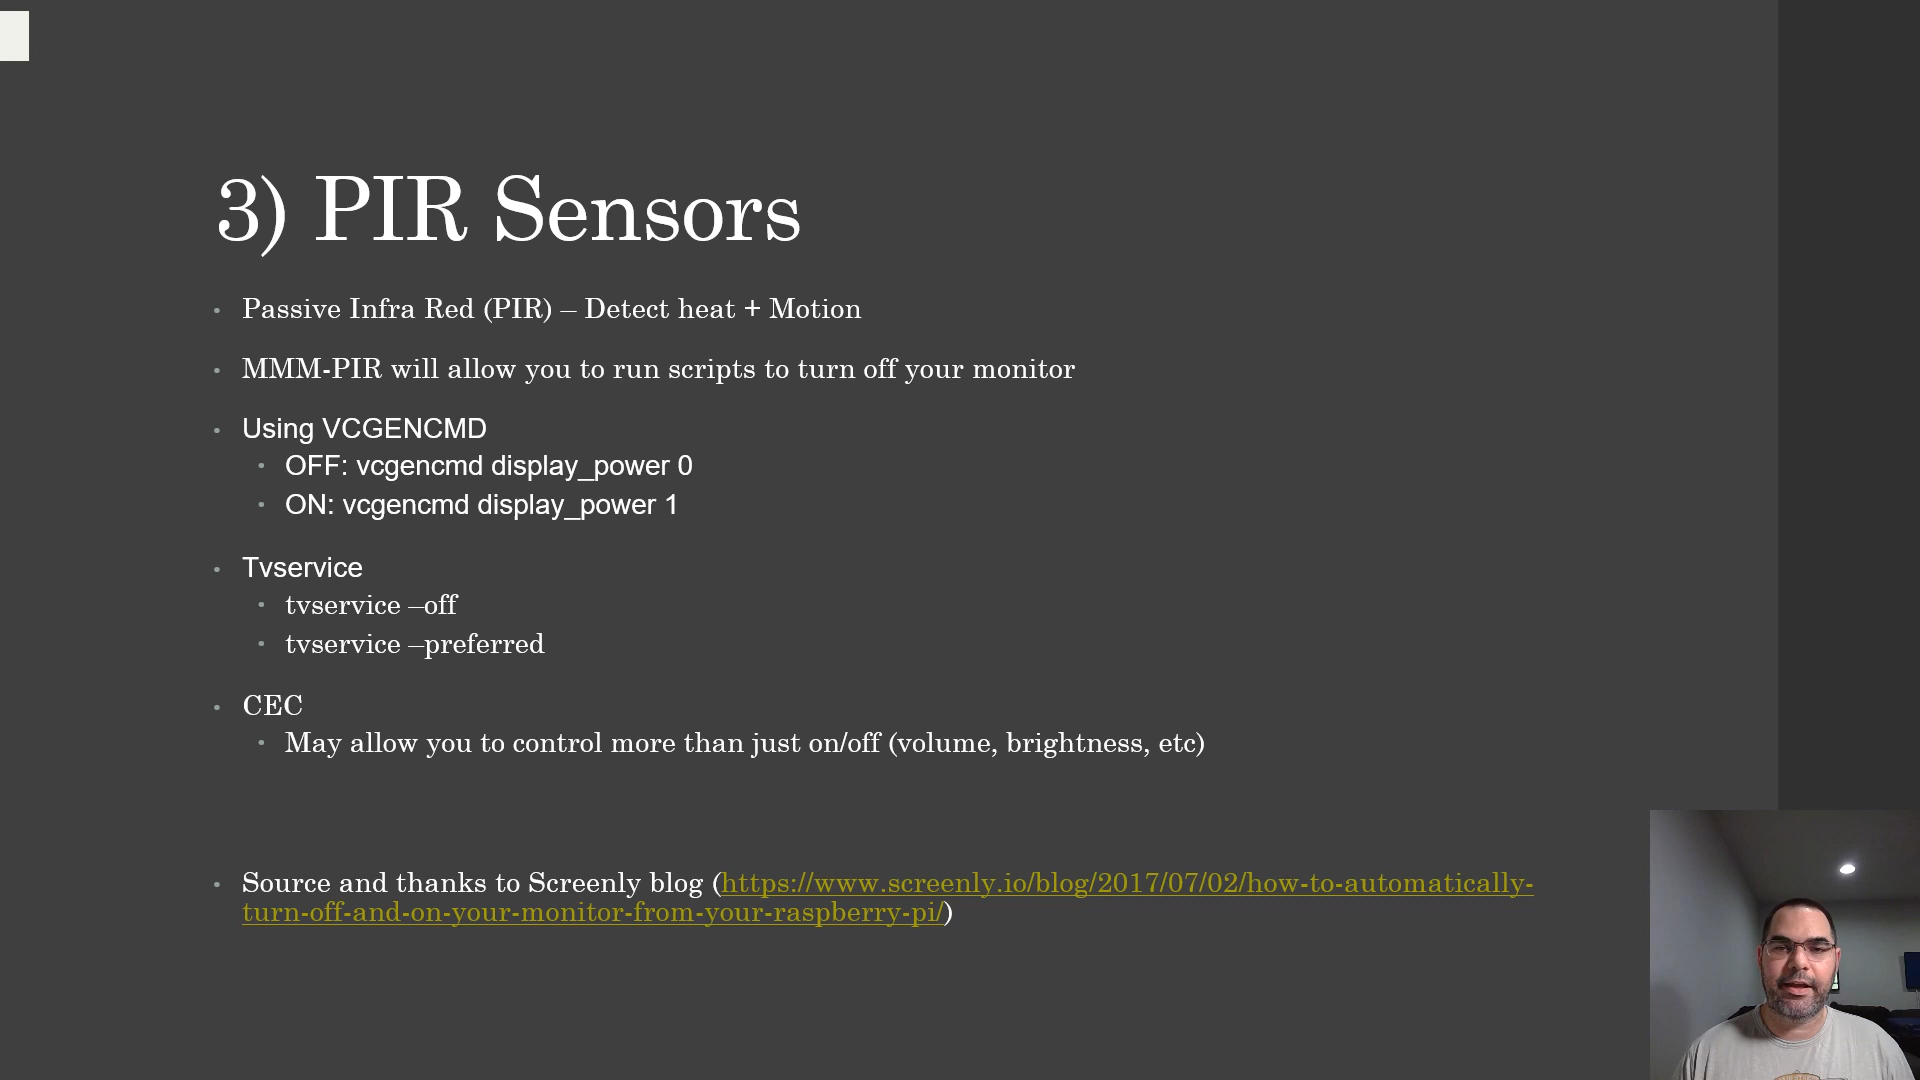 3) PIR Sensors
• Passive Infra Red (PIR) – Detect heat + Motion
• MMM-PIR will allow you to run scripts to turn off your monitor
• Using VCGENCMD
• OFF: vcgencmd display_power 0
• ON: vcgencmd display_power 1
• Tvservice
• tvservice –off
• tvservice –preferred
• CEC
• May allow you to control more than just on/off (volume, brightness, etc)
• Source and thanks to Screenly blog (https://www.screenly.io/blog/2017/07/02/how-to-automatically-
turn-off-and-on-your-monitor-from-your-raspberry-pi/)